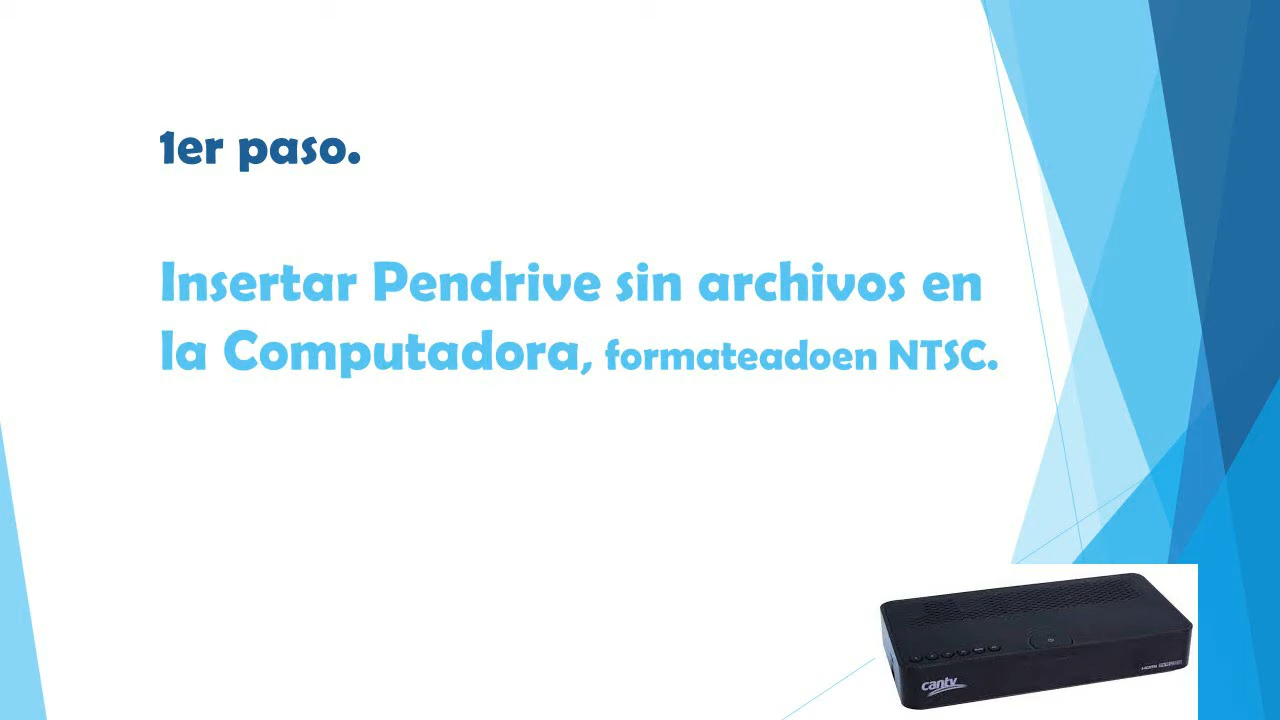 1er paso.
Insertar Pendrive sin archivos en
la Computadora, formateadoen NTSC.
cantv